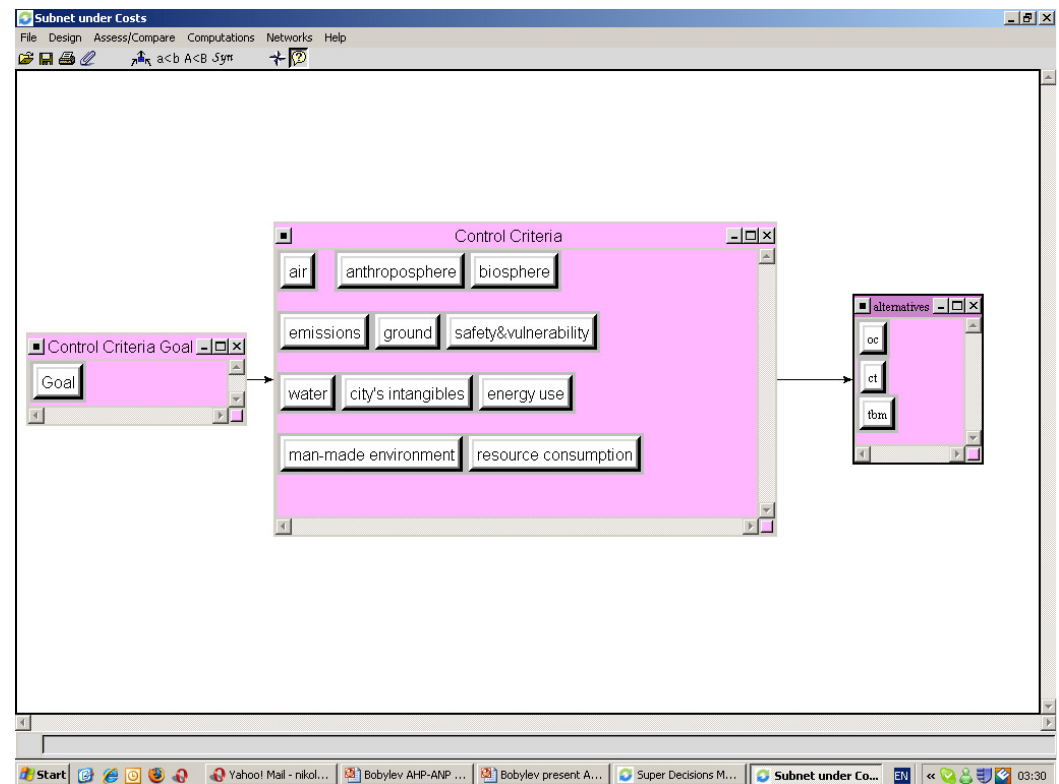 Subnet under Costs
File Design Assess/Compare Computations Networks Help
a<b A<B Syn
Control Criteria Goal
Goal
Control Criteria
air anthroposphere biosphere
emissions ground safety&vulnerability
water city's intangibles energy use
man-made environment resource consumption
alternatives
oc
ct
tbm
Start Yahoo! Mail - nikol... Bobylev AHP-ANP ... Bobylev present A... Super Decisions M... Subnet under Co... EN « 03:30